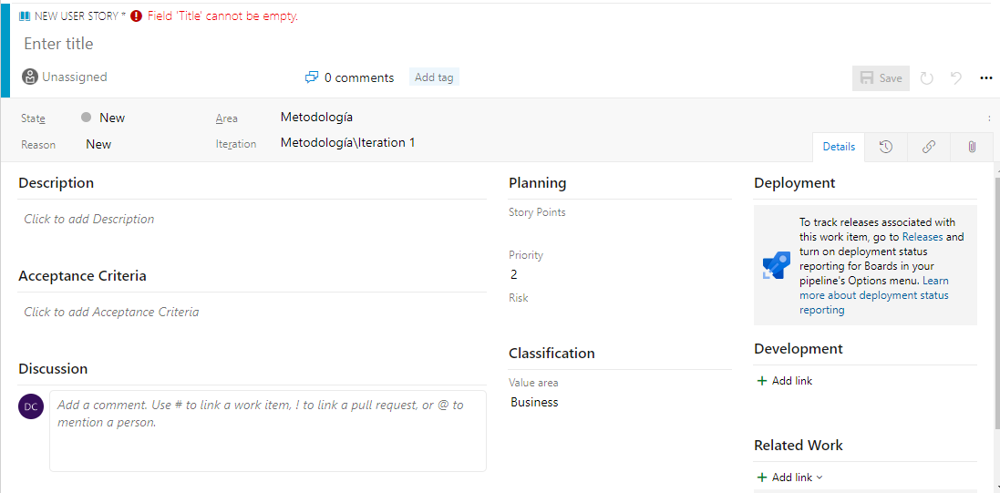 NEW USER STORY * Field 'Title' cannot be empty.
Enter title
Unassigned
0 comments
Add tag
Save
State
New
Area
Metodología
Reason
New
Iteration
Metodología\Iteration 1
Details
Description
Click to add Description
Acceptance Criteria
Click to add Acceptance Criteria
Discussion
DC
Add a comment. Use # to link a work item, ! to link a pull request, or @ to
mention a person.
Planning
Story Points
Priority
2
Risk
Classification
Value area
Business
Deployment
To track releases associated with
this work item, go to Releases and
turn on deployment status
reporting for Boards in your
pipeline's Options menu. Learn
more about deployment status
reporting
Development
+ Add link
Related Work
+ Add link